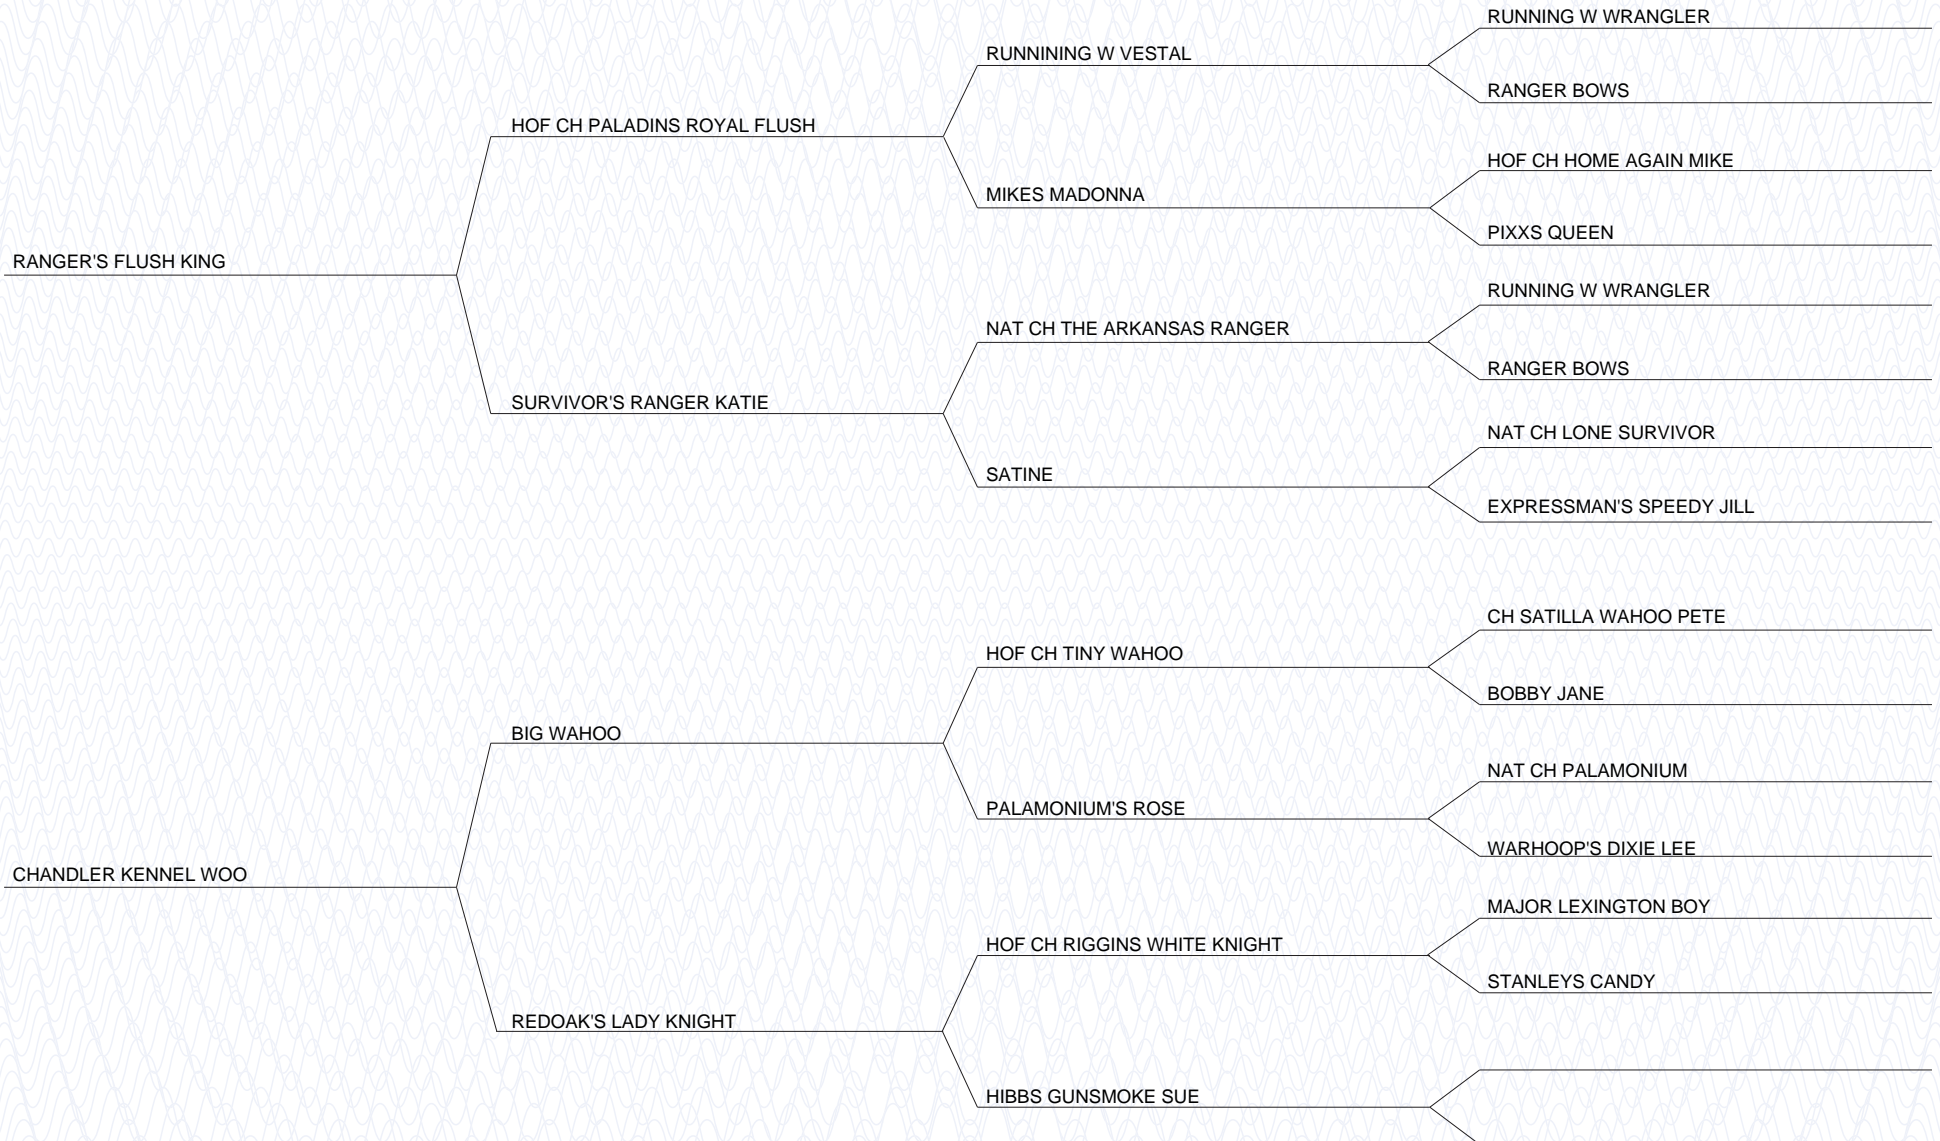 RUNNING W WRANGLER
RUNNINING W VESTAL
RANGER BOWS
HOF CH PALADINS ROYAL FLUSH
HOF CH HOME AGAIN MIKE
MIKES MADONNA
PIXXS QUEEN
RANGER'S FLUSH KING
RUNNING W WRANGLER
NAT CH THE ARKANSAS RANGER
RANGER BOWS
SURVIVOR'S RANGER KATIE
NAT CH LONE SURVIVOR
SATINE
EXPRESSMAN'S SPEEDY JILL
CH SATILLA WAHOO PETE
HOF CH TINY WAHOO
BOBBY JANE
BIG WAHOO
NAT CH PALAMONIUM
PALAMONIUM'S ROSE
WARHOOP'S DIXIE LEE
CHANDLER KENNEL WOO
MAJOR LEXINGTON BOY
HOF CH RIGGINS WHITE KNIGHT
STANLEYS CANDY
REDOAK'S LADY KNIGHT
HIBBS GUNSMOKE SUE